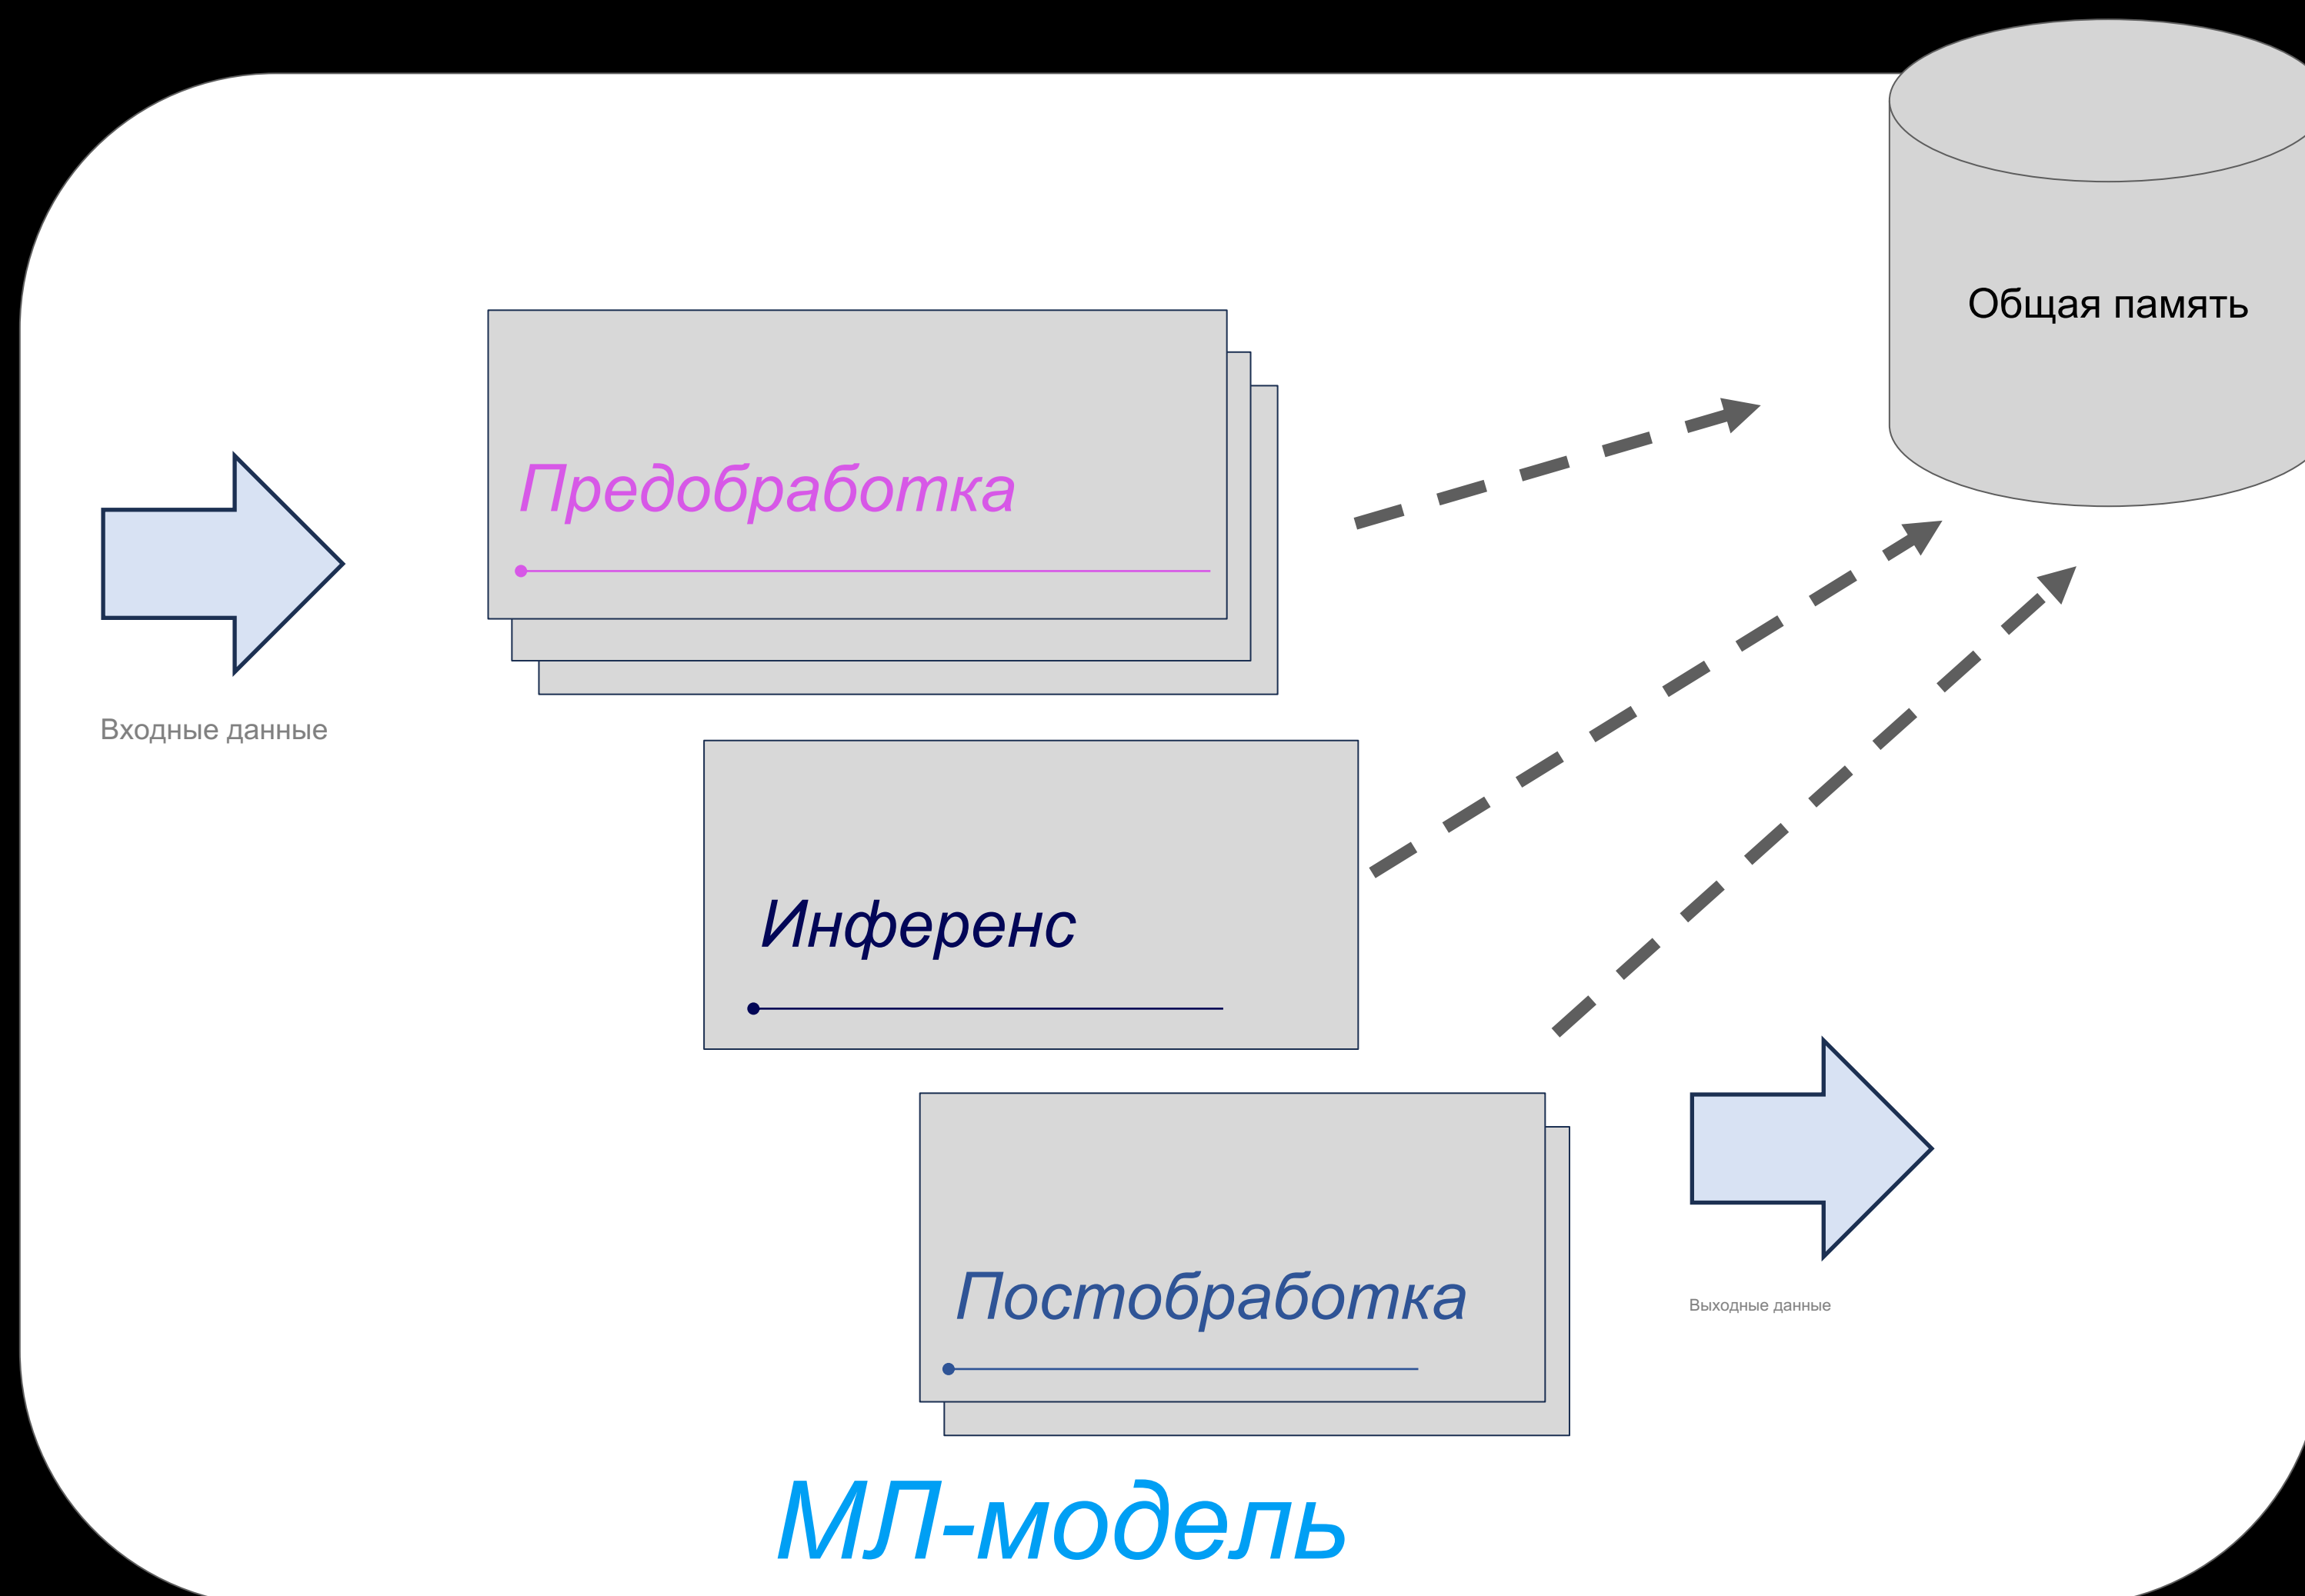 Общая память
Предобработка
Входные данные
Инференс
Постобработка
Выходные данные
МЛ-модель